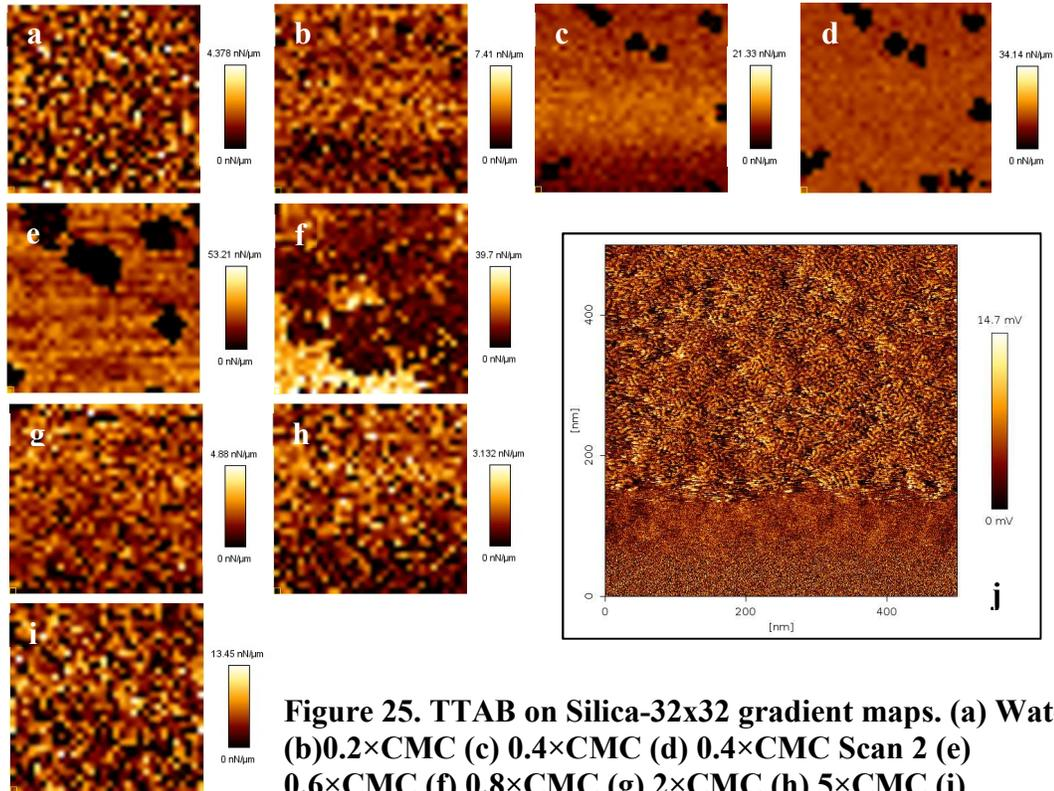 a
4.378 nN/µm
0 nN/µm
b
7.41 nN/µm
0 nN/µm
c
21.33 nN/µm
0 nN/µm
d
34.14 nN/µm
0 nN/µm
e
53.21 nN/µm
0 nN/µm
f
39.7 nN/µm
0 nN/µm
g
4.88 nN/µm
0 nN/µm
h
3.132 nN/µm
0 nN/µm
i
13.45 nN/µm
0 nN/µm
400
200
0
[nm]
0 200 400
[nm]
14.7 mV
0 mV
j
Figure 25. TTAB on Silica-32x32 gradient maps. (a) Wat
(b)0.2×CMC (c) 0.4×CMC (d) 0.4×CMC Scan 2 (e)
0.6×CMC (f) 0.8×CMC (g) 2×CMC (h) 5×CMC (i)